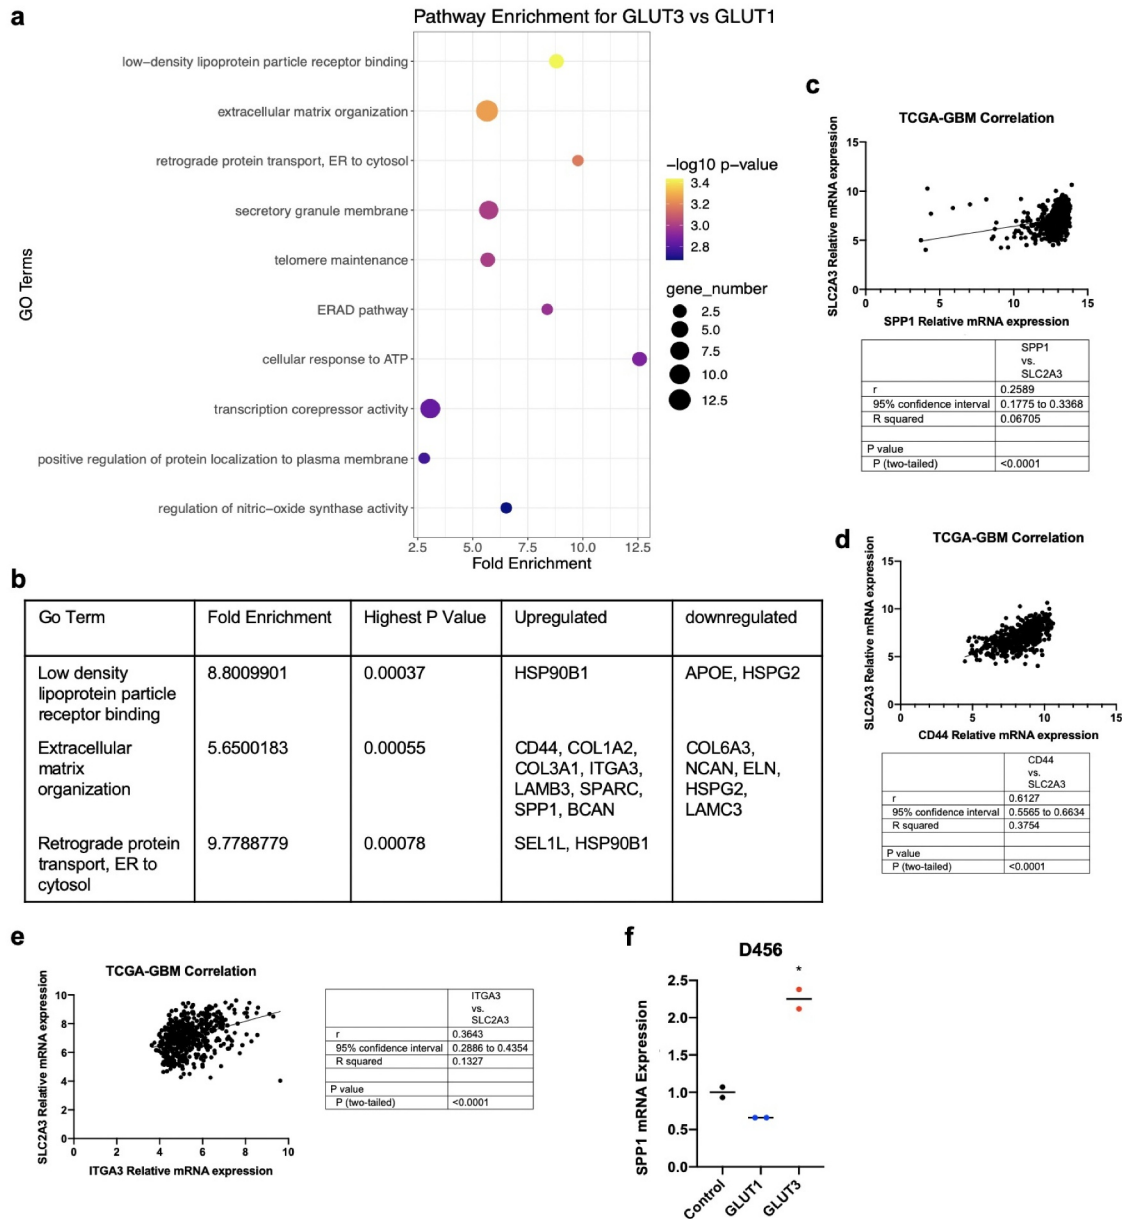 a
Pathway Enrichment for GLUT3 vs GLUT1
GO Terms
low-density lipoprotein particle receptor binding
extracellular matrix organization
retrograde protein transport, ER to cytosol
secretory granule membrane
telomere maintenance
ERAD pathway
cellular response to ATP
transcription corepressor activity
positive regulation of protein localization to plasma membrane
regulation of nitric-oxide synthase activity
2.5 5.0 7.5 10.0 12.5
Fold Enrichment
-log10 p-value
3.4
3.2
3.0
2.8
gene_number
2.5
5.0
7.5
10.0
12.5
b
Go Term Fold Enrichment Highest P Value Upregulated downregulated
Low density lipoprotein particle receptor binding 8.8009901 0.00037 HSP90B1 APOE, HSPG2
Extracellular matrix organization 5.6500183 0.00055 CD44, COL1A2, COL3A1, ITGA3, LAMB3, SPARC, SPP1, BCAN COL6A3, NCAN, ELN, HSPG2, LAMC3
Retrograde protein transport, ER to cytosol 9.7788779 0.00078 SEL1L, HSP90B1
c
TCGA-GBM Correlation
SLC2A3 Relative mRNA expression
15
10
5
0
0 5 10 15
SPP1 Relative mRNA expression
SPP1
vs.
SLC2A3
r 0.2589
95% confidence interval 0.1775 to 0.3368
R squared 0.06705
P value
P (two-tailed) <0.0001
d
TCGA-GBM Correlation
SLC2A3 Relative mRNA expression
15
10
5
0
0 5 10 15
CD44 Relative mRNA expression
CD44
vs.
SLC2A3
r 0.6127
95% confidence interval 0.5565 to 0.6634
R squared 0.3754
P value
P (two-tailed) <0.0001
e
TCGA-GBM Correlation
SLC2A3 Relative mRNA expression
10
8
6
4
2
0
0 2 4 6 8 10
ITGA3 Relative mRNA expression
ITGA3
vs.
SLC2A3
r 0.3643
95% confidence interval 0.2886 to 0.4354
R squared 0.1327
P value
P (two-tailed) <0.0001
f
D456
SPP1 mRNA Expression
2.5
2.0
1.5
1.0
0.5
0.0
*
Control GLUT1 GLUT3